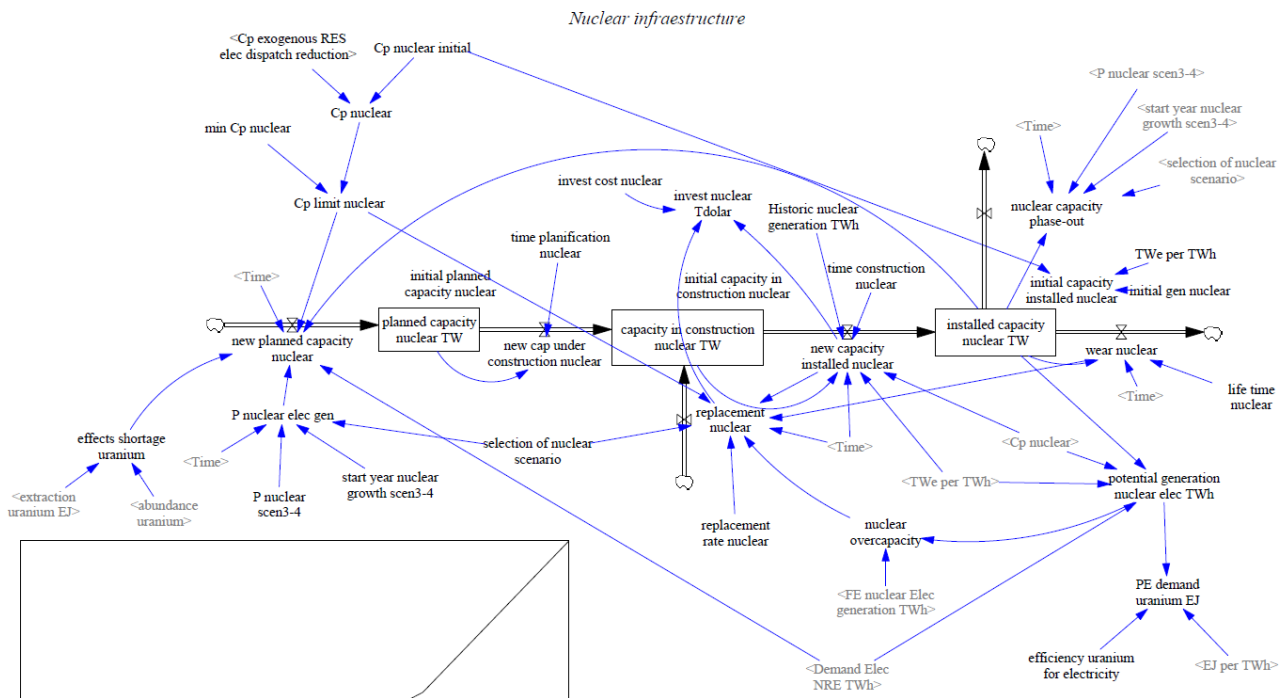 Nuclear infraestructure
<Cp exogenous RES
elec dispatch reduction>
Cp nuclear initial
<P nuclear scen3-4>
Cp nuclear
<start year nuclear
growth scen3-4>
min Cp nuclear
<Time>
<selection of nuclear
scenario>
invest cost nuclear
invest nuclear
Tdolar
Cp limit nuclear
Historic nuclear
generation TWh
nuclear capacity
phase-out
time planification
nuclear
TWe per TWh
<Time>
initial planned
capacity nuclear
initial capacity in
construction nuclear
time construction
nuclear
initial capacity
installed nuclear
initial gen nuclear
planned capacity
nuclear TW
capacity in construction
nuclear TW
installed capacity
nuclear TW
new planned capacity
nuclear
new cap under
construction nuclear
new capacity
installed nuclear
wear nuclear
<Time>
life time
nuclear
P nuclear elec gen
replacement
nuclear
effects shortage
uranium
<Time>
selection of nuclear
scenario
<Time>
<Cp nuclear>
start year nuclear
growth scen3-4
<TWe per TWh>
potential generation
nuclear elec TWh
<extraction
uranium EJ>
<abundance
uranium>
P nuclear
scen3-4
replacement
rate nuclear
nuclear
overcapacity
PE demand
uranium EJ
<FE nuclear Elec
generation TWh>
efficiency uranium
for electricity
<EJ per TWh>
<Demand Elec
NRE TWh>